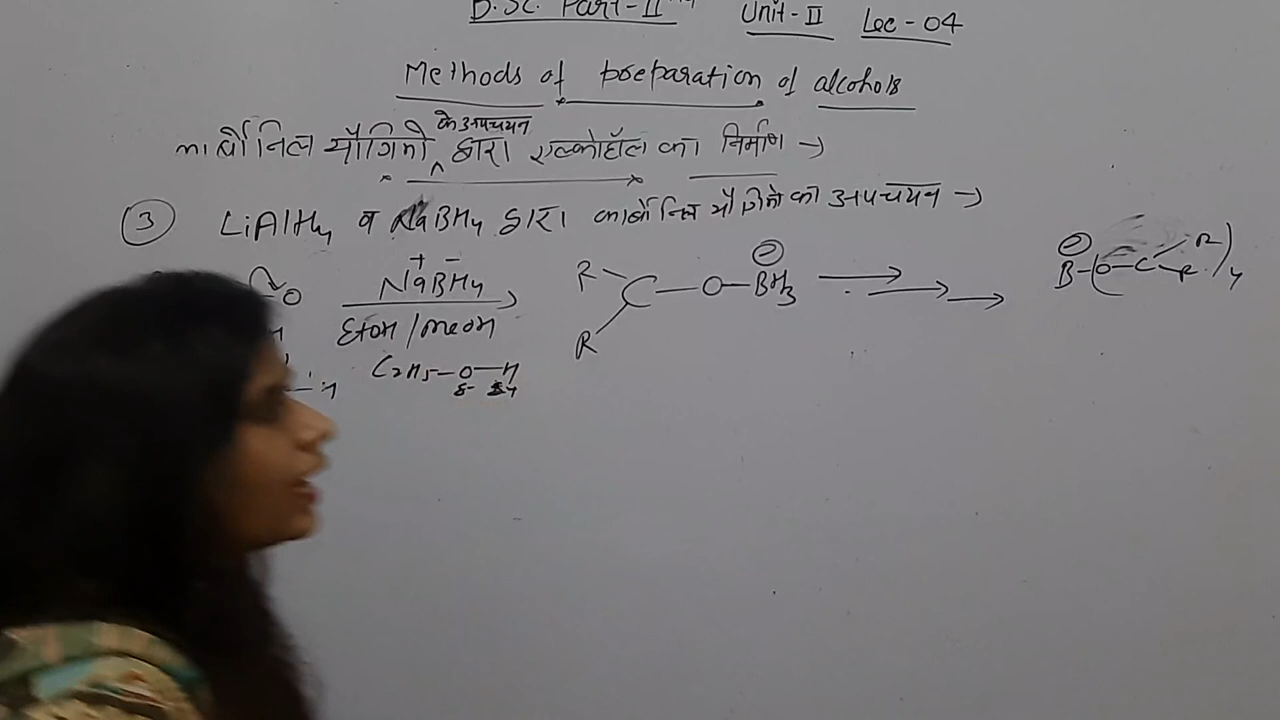 B.Sc. Part-II Unit-II Lec-04
Methods of preparation of alcohols
के अपचयन
कार्बोनिल यौगिको ^ द्वारा एल्कोहॉल का निर्माण →
③ LiAlH4 व NaBH4 द्वारा कार्बोनिल यौगिको का अपचयन →
O + - NaBH4 R C—O—BH3 ⊖ → → → ⊖ B-(O-C R R)4
EtOH / MeOH R
C2H5—O—H
δ- δ+